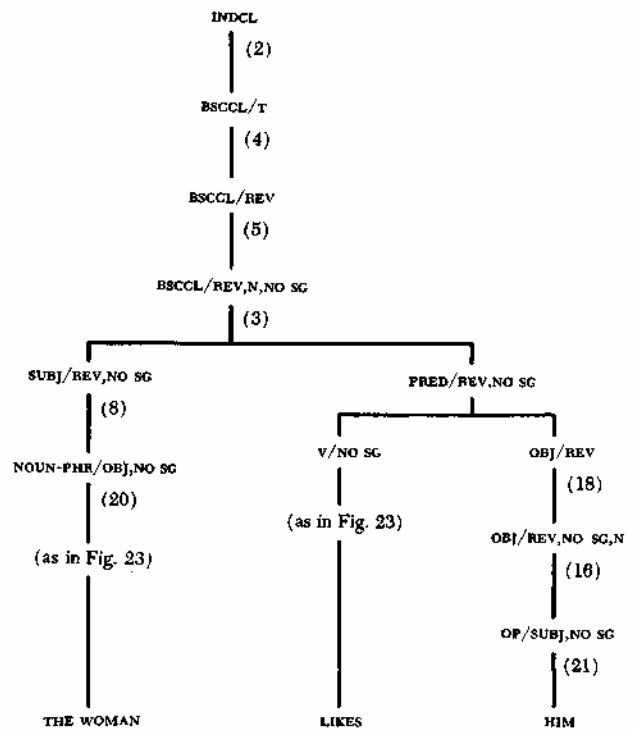 INDCL
(2)
BSCCL/T
(4)
BSCCL/REV
(5)
BSCCL/REV,N,NO SG
(3)
SUBJ/REV,NO SG PRED/REV,NO SG
(8)
V/NO SG OBJ/REV
NOUN-PHR/OBJ,NO SG (18)
(20)
(as in Fig. 23)
OBJ/REV,NO SG,N
(as in Fig. 23) (16)
OP/SUBJ,NO SG
(21)
THE WOMAN LIKES HIM